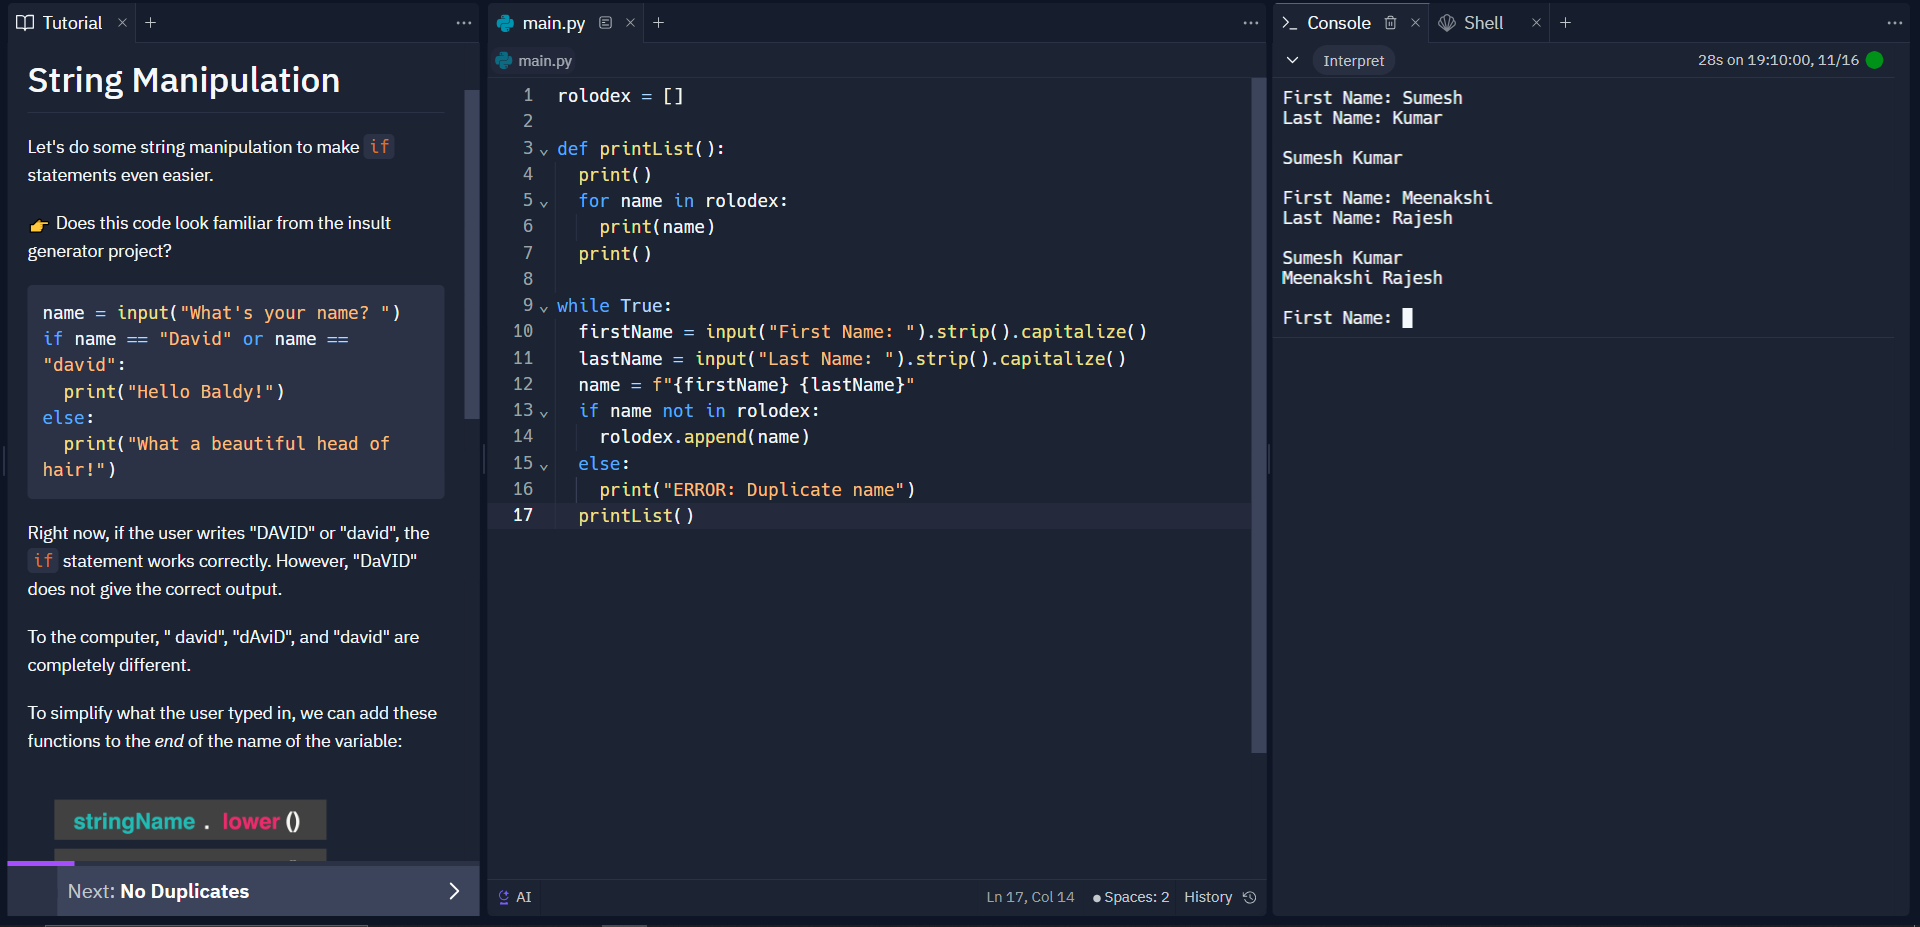 Tutorial
String Manipulation
Let's do some string manipulation to make if
statements even easier.
👉 Does this code look familiar from the insult
generator project?
name = input("What's your name? ")
if name == "David" or name ==
"david":
  print("Hello Baldy!")
else:
  print("What a beautiful head of
hair!")
Right now, if the user writes "DAVID" or "david", the
if statement works correctly. However, "DaVID"
does not give the correct output.
To the computer, " david", "dAviD", and "david" are
completely different.
To simplify what the user typed in, we can add these
functions to the end of the name of the variable:
stringName . lower ()
Next: No Duplicates
main.py
main.py
1 rolodex = []
2
3 def printList():
4   print()
5   for name in rolodex:
6     print(name)
7   print()
8
9 while True:
10   firstName = input("First Name: ").strip().capitalize()
11   lastName = input("Last Name: ").strip().capitalize()
12   name = f"{firstName} {lastName}"
13   if name not in rolodex:
14     rolodex.append(name)
15   else:
16     print("ERROR: Duplicate name")
17   printList()
AI
Ln 17, Col 14
Spaces: 2
History
Console
Shell
Interpret
28s on 19:10:00, 11/16
First Name: Sumesh
Last Name: Kumar
Sumesh Kumar
First Name: Meenakshi
Last Name: Rajesh
Sumesh Kumar
Meenakshi Rajesh
First Name: